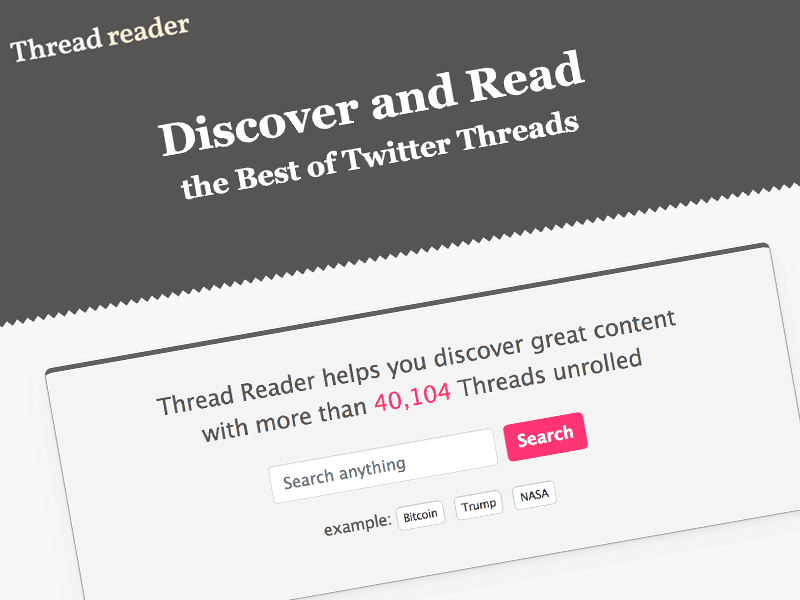 Thread reader
Discover and Read
the Best of Twitter Threads
Thread Reader helps you discover great content
with more than 40,104 Threads unrolled
Search anything
Search
example: Bitcoin Trump NASA